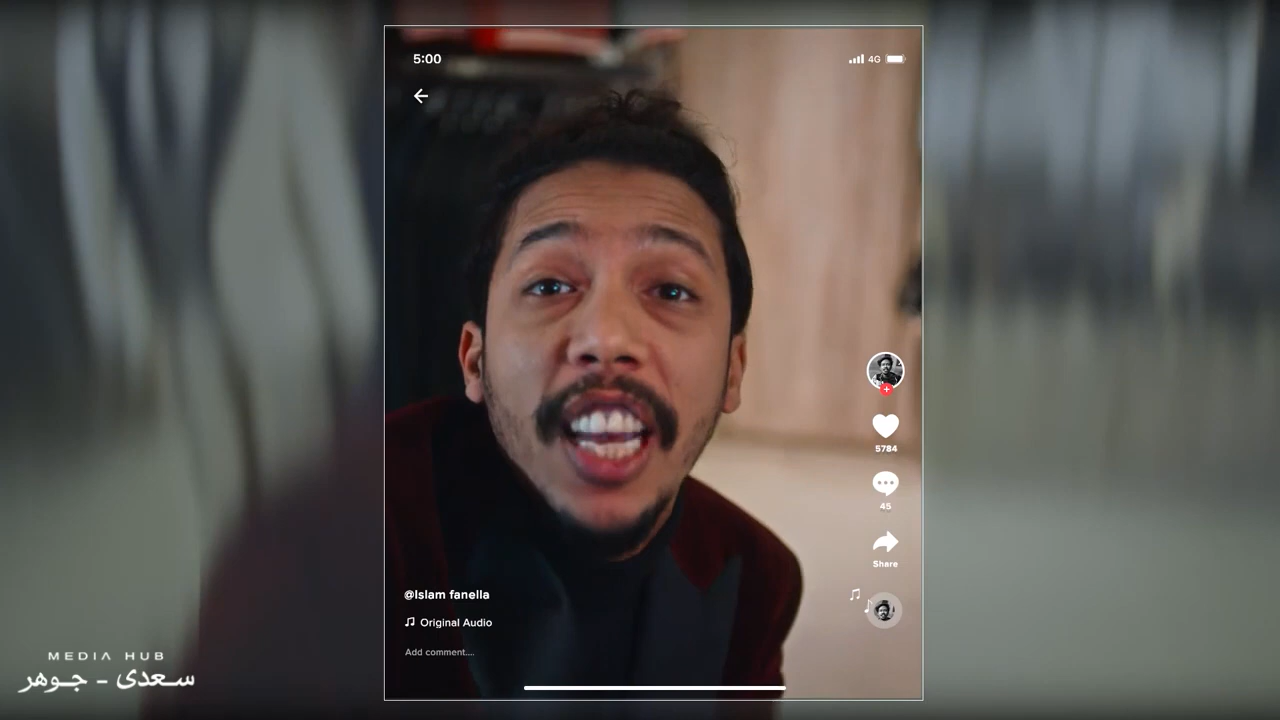 5:00
4G
5784
45
Share
@Islam fanella
Original Audio
Add comment....
MEDIA HUB
سعدى - جوهر